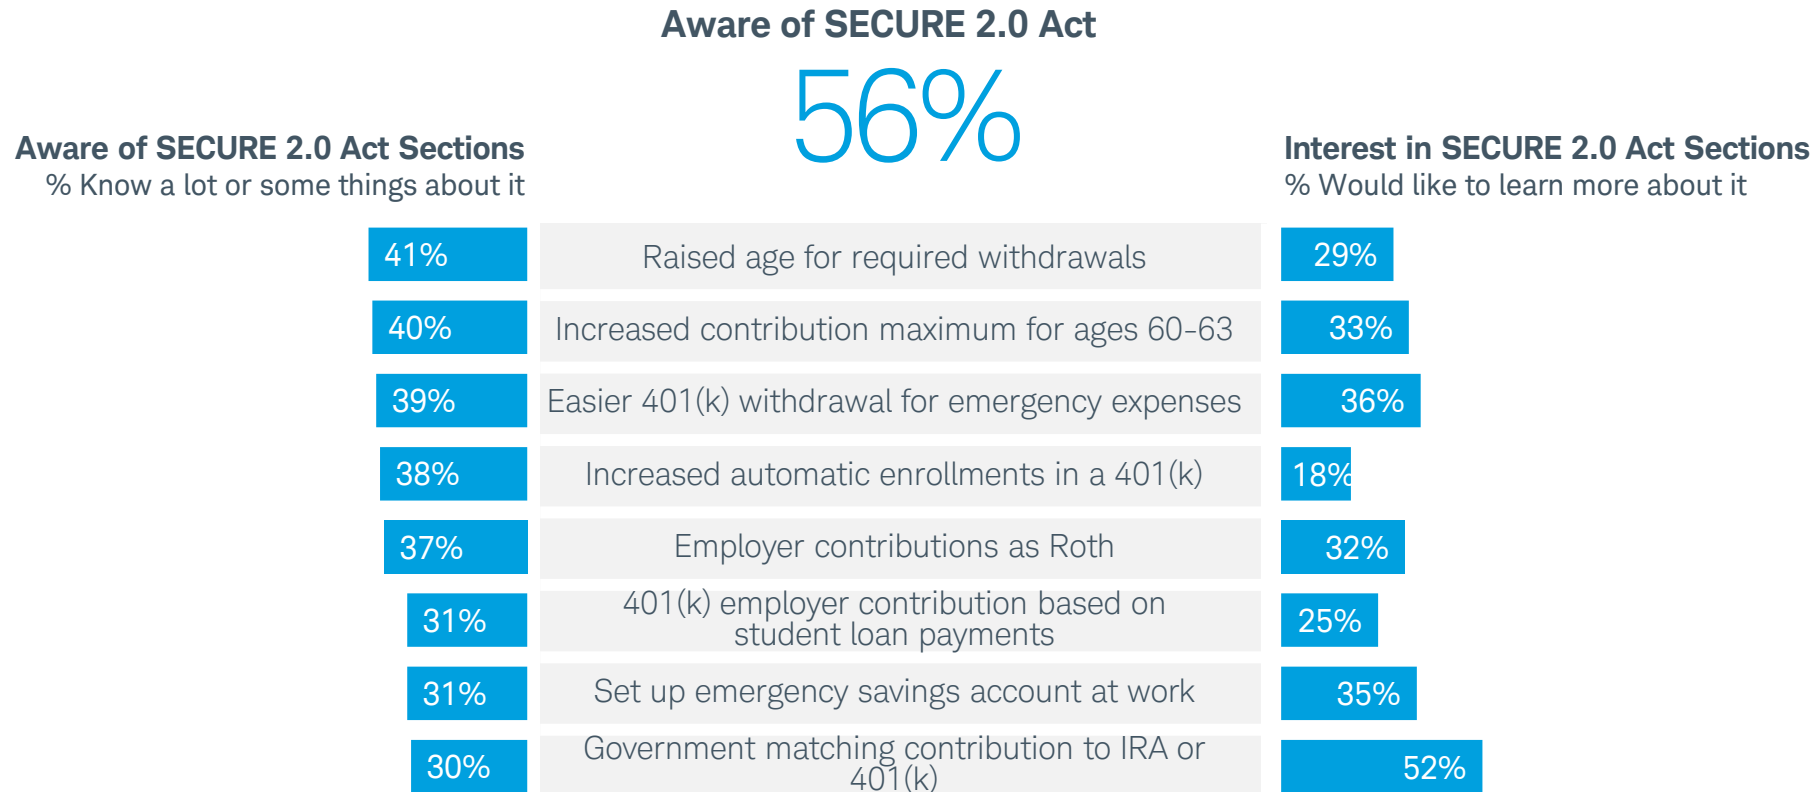 Aware of SECURE 2.0 Act
56%
Aware of SECURE 2.0 Act Sections
% Know a lot or some things about it
Interest in SECURE 2.0 Act Sections
% Would like to learn more about it
41%
Raised age for required withdrawals
29%
40%
Increased contribution maximum for ages 60-63
33%
39%
Easier 401(k) withdrawal for emergency expenses
36%
38%
Increased automatic enrollments in a 401(k)
18%
37%
Employer contributions as Roth
32%
31%
401(k) employer contribution based on
student loan payments
25%
31%
Set up emergency savings account at work
35%
30%
Government matching contribution to IRA or
401(k)
52%